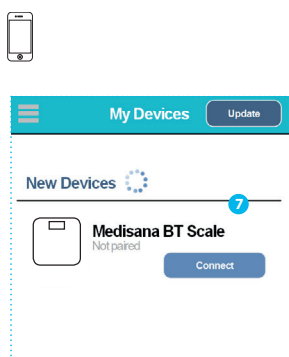 My Devices Update
New Devices
7
Medisana BT Scale
Not paired
Connect